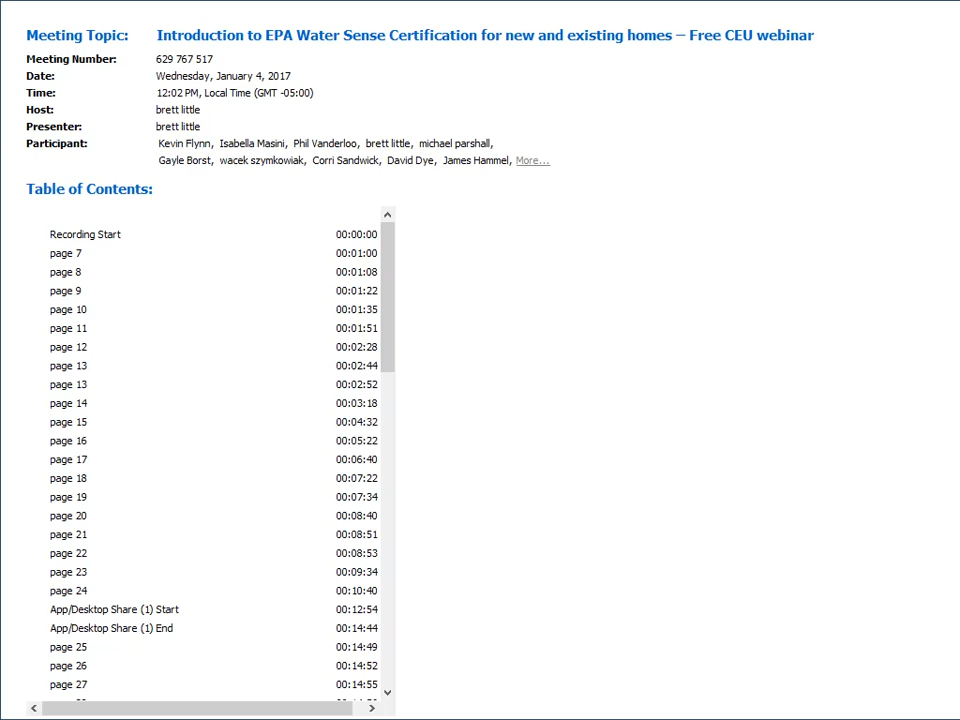 Meeting Topic: Introduction to EPA Water Sense Certification for new and existing homes – Free CEU webinar
Meeting Number: 629 767 517
Date: Wednesday, January 4, 2017
Time: 12:02 PM, Local Time (GMT -05:00)
Host: brett little
Presenter: brett little
Participant: Kevin Flynn, Isabella Masini, Phil Vanderloo, brett little, michael parshall,
Gayle Borst, wacek szymkowiak, Corri Sandwick, David Dye, James Hammel, More...
Table of Contents:
Recording Start 00:00:00
page 7 00:01:00
page 8 00:01:08
page 9 00:01:22
page 10 00:01:35
page 11 00:01:51
page 12 00:02:28
page 13 00:02:44
page 13 00:02:52
page 14 00:03:18
page 15 00:04:32
page 16 00:05:22
page 17 00:06:40
page 18 00:07:22
page 19 00:07:34
page 20 00:08:40
page 21 00:08:51
page 22 00:08:53
page 23 00:09:34
page 24 00:10:40
App/Desktop Share (1) Start 00:12:54
App/Desktop Share (1) End 00:14:44
page 25 00:14:49
page 26 00:14:52
page 27 00:14:55